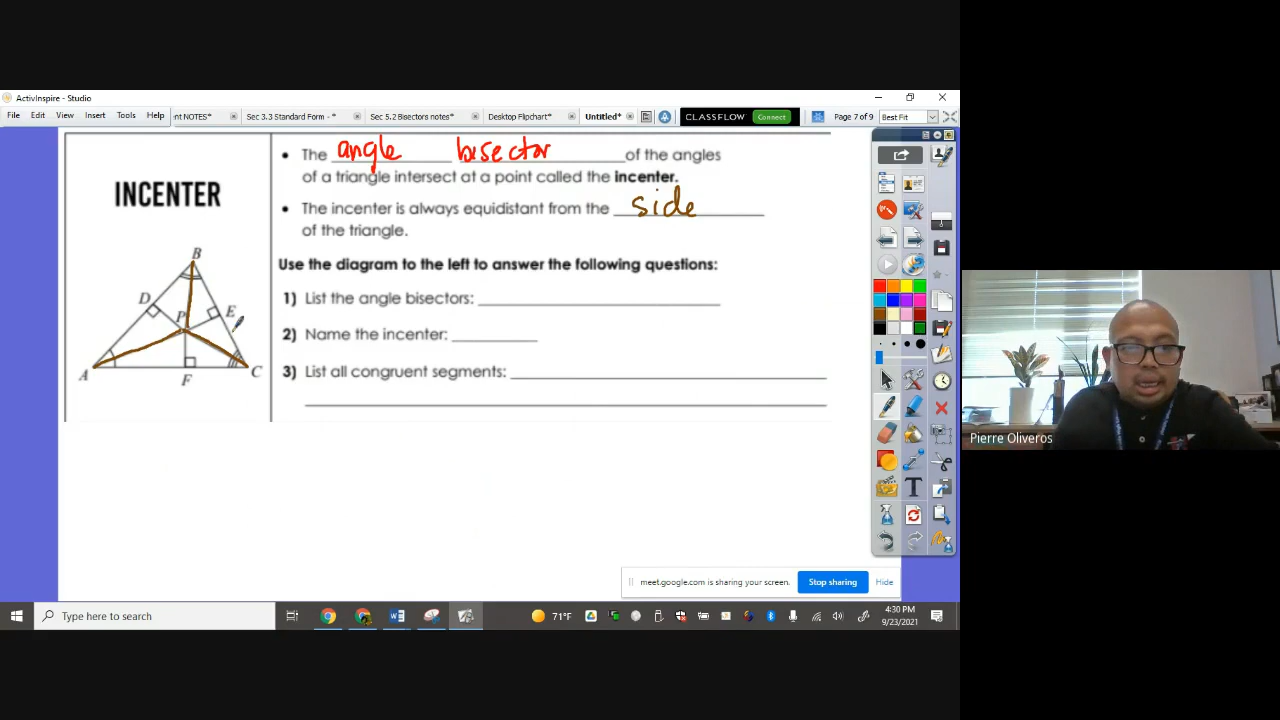 ActivInspire - Studio
File Edit View Insert Tools Help
nt NOTES* × Sec 3.3 Standard Form - * × Sec 5.2 Bisectors notes* × Desktop Flipchart* × Untitled* ×
CLASSFLOW Connect
Page 7 of 9
Best Fit
INCENTER
• The angle bisector of the angles
of a triangle intersect at a point called the incenter.
• The incenter is always equidistant from the side
of the triangle.
Use the diagram to the left to answer the following questions:
1) List the angle bisectors:
2) Name the incenter:
3) List all congruent segments:
B
D
E
P
A
F
C
Pierre Oliveros
meet.google.com is sharing your screen. Stop sharing Hide
Type here to search
71°F
4:30 PM
9/23/2021